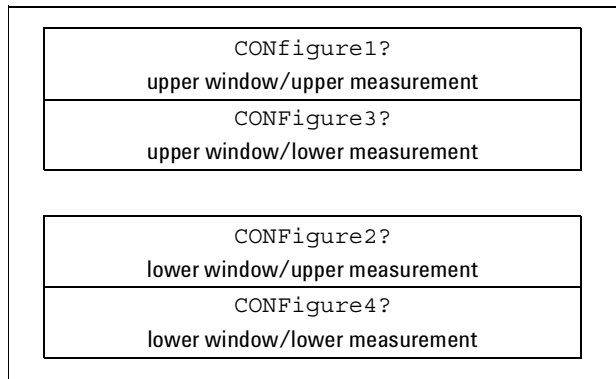 CONfigure1?
upper window/upper measurement
CONFigure3?
upper window/lower measurement
CONFigure2?
lower window/upper measurement
CONFigure4?
lower window/lower measurement